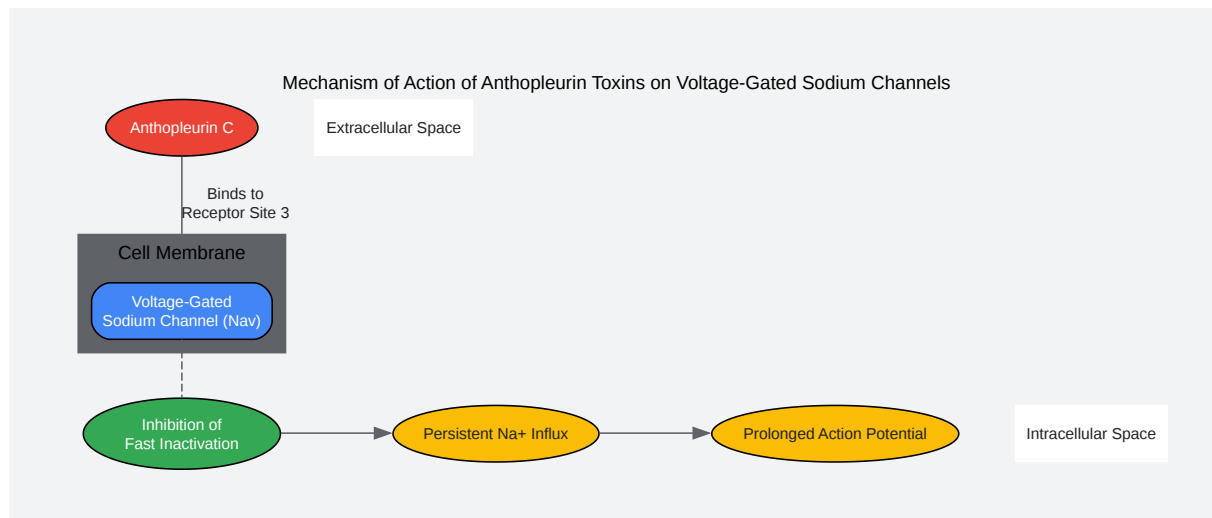 Mechanism of Action of Anthopleurin Toxins on Voltage-Gated Sodium Channels
Anthopleurin C
Extracellular Space
Binds to
Receptor Site 3
Cell Membrane
Voltage-Gated
Sodium Channel (Nav)
Inhibition of
Fast Inactivation
Persistent Na+ Influx
Prolonged Action Potential
Intracellular Space